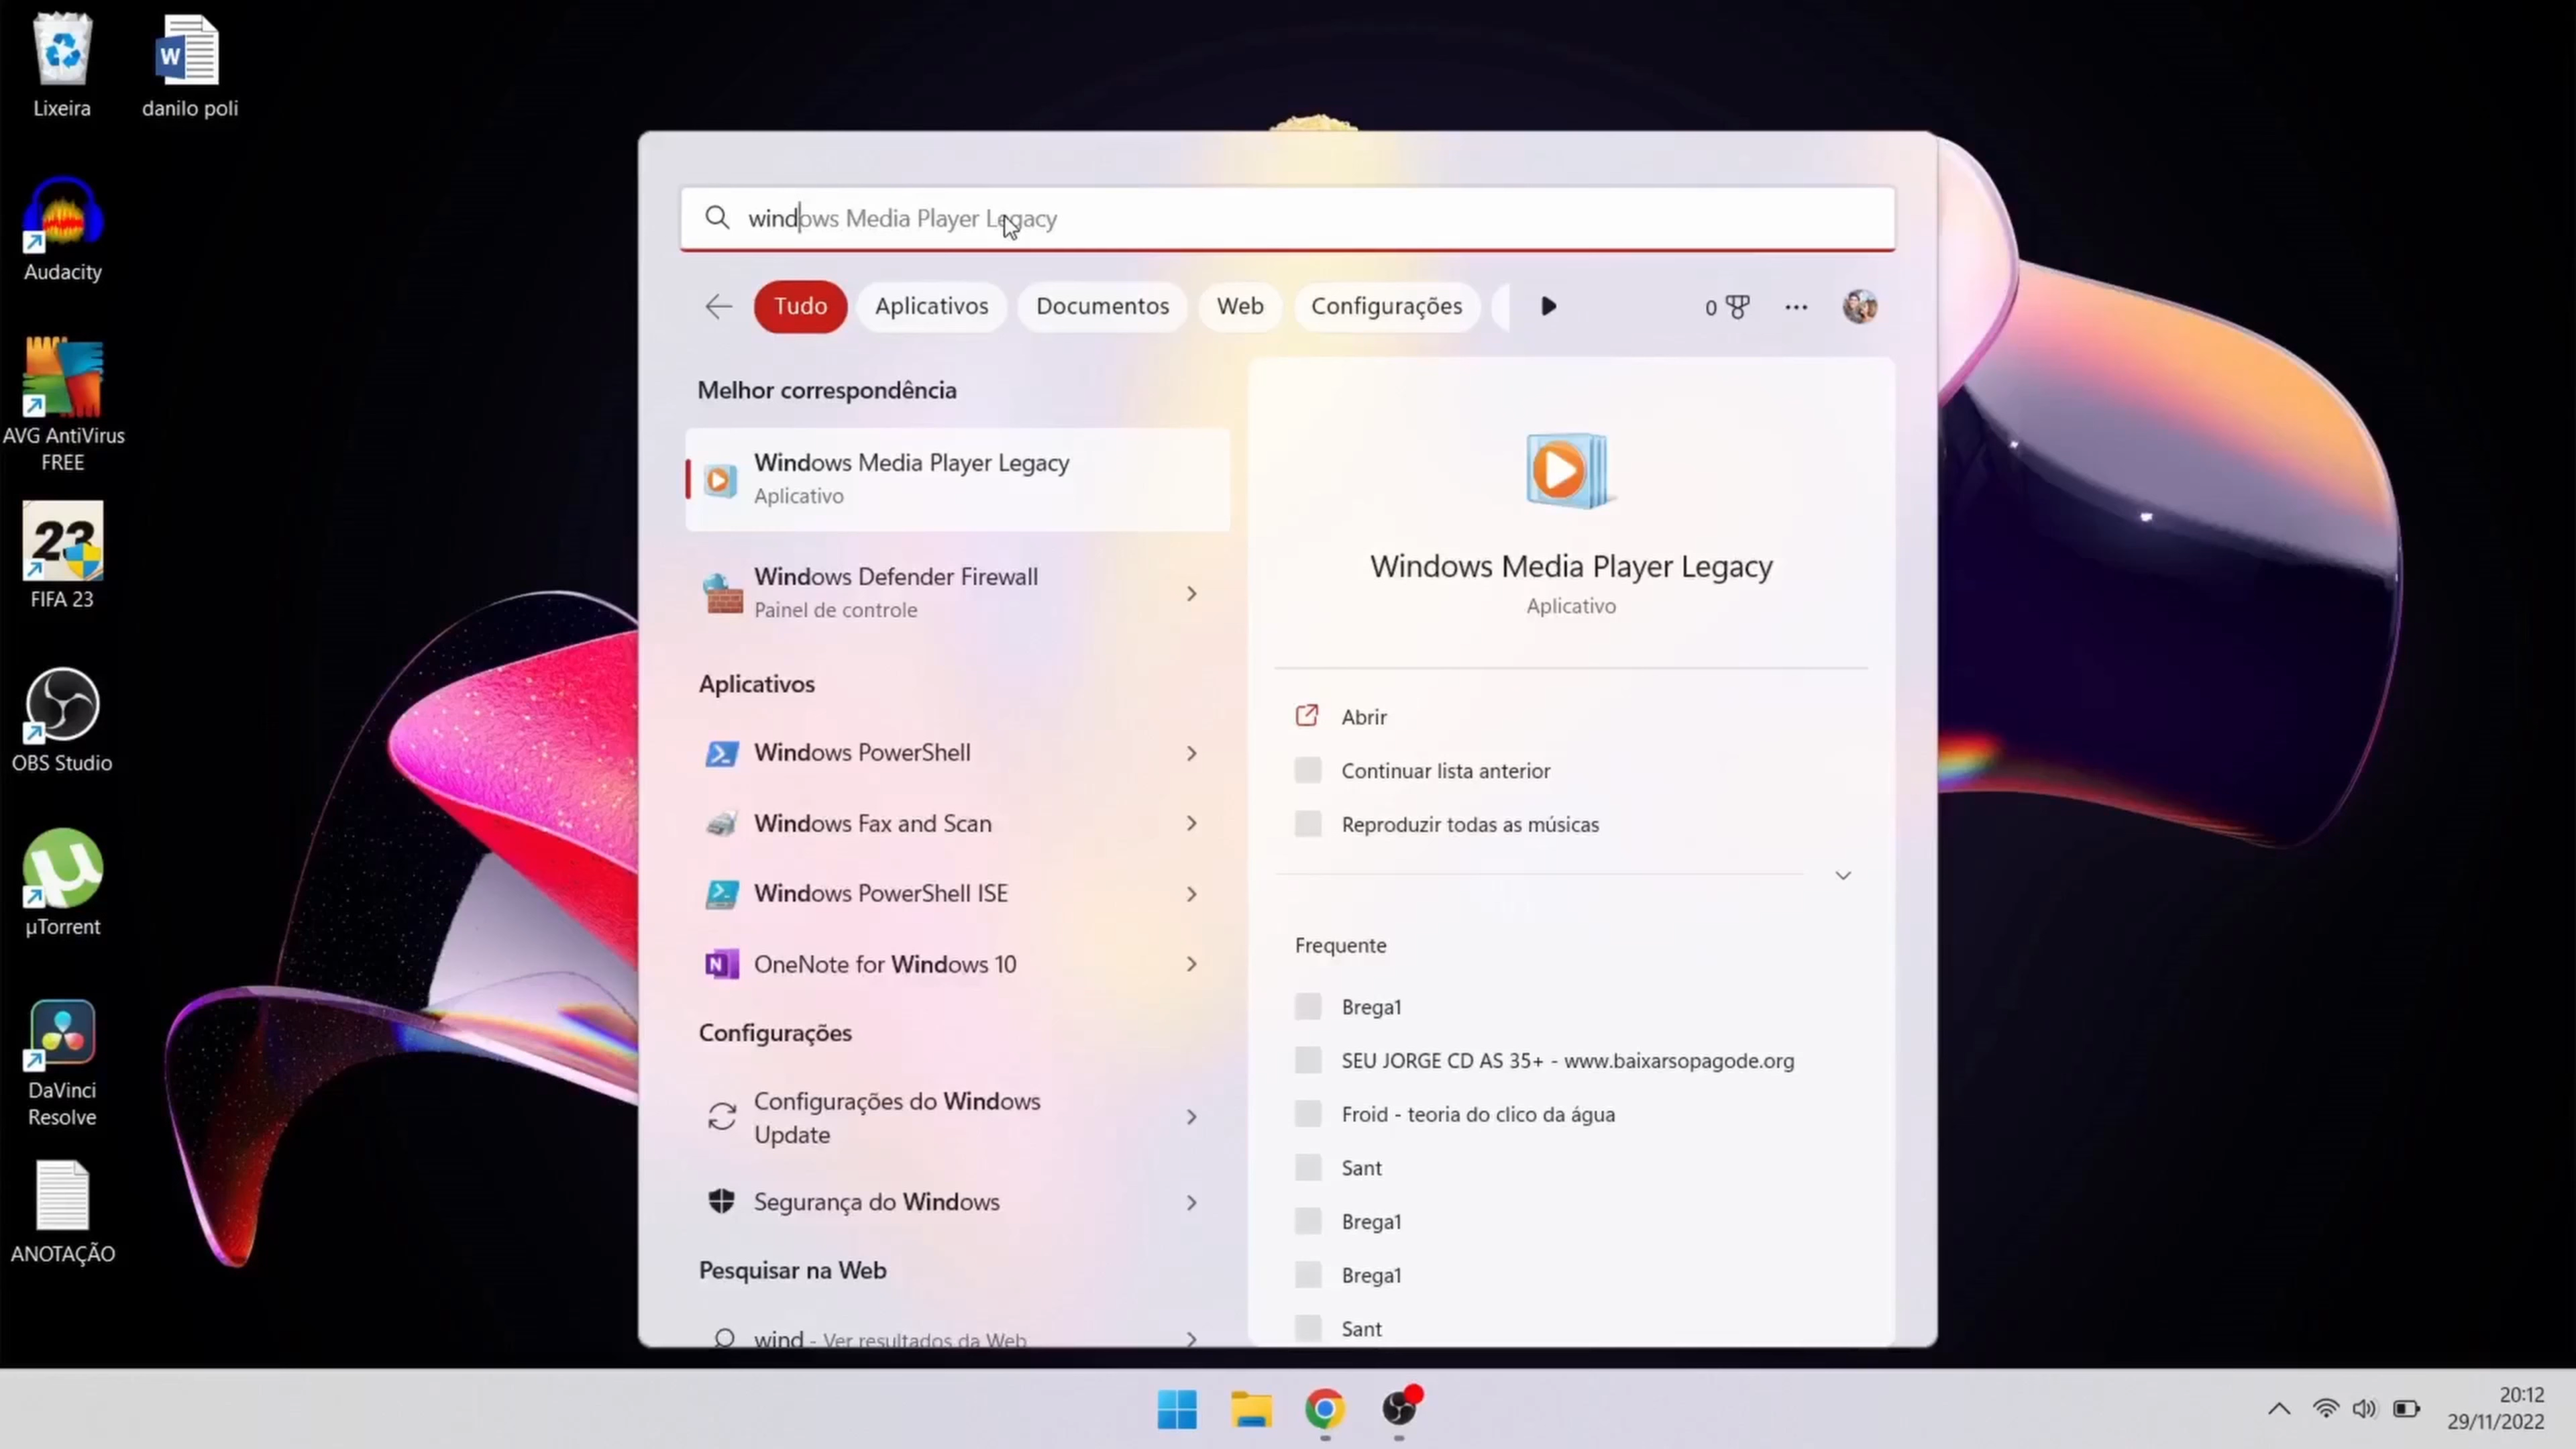 Lixeira
danilo poli
Audacity
AVG AntiVirus
FREE
23
FIFA 23
OBS Studio
µTorrent
DaVinci
Resolve
ANOTAÇÃO
windows Media Player Legacy
Tudo
Aplicativos
Documentos
Web
Configurações
0
Melhor correspondência
Windows Media Player Legacy
Aplicativo
Windows Defender Firewall
Painel de controle
Aplicativos
Windows PowerShell
Windows Fax and Scan
Windows PowerShell ISE
OneNote for Windows 10
Configurações
Configurações do Windows
Update
Segurança do Windows
Pesquisar na Web
wind - Ver resultados da Web
Windows Media Player Legacy
Aplicativo
Abrir
Continuar lista anterior
Reproduzir todas as músicas
Frequente
Brega1
SEU JORGE CD AS 35+ - www.baixarsopagode.org
Froid - teoria do clico da água
Sant
Brega1
Brega1
Sant
20:12
29/11/2022